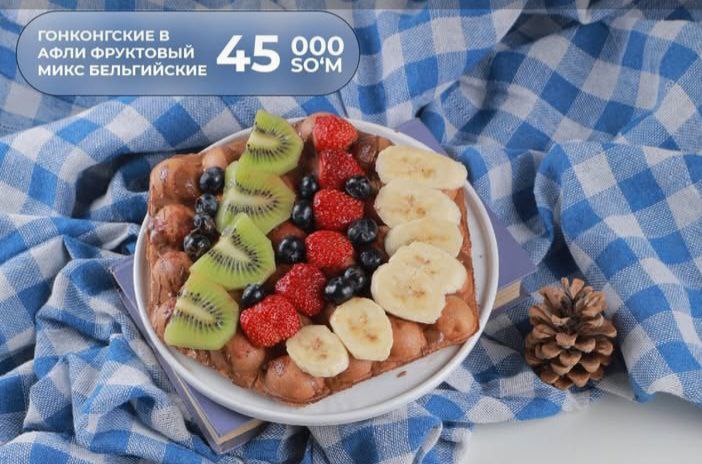 ГОНКОНГСКИЕ В
АФЛИ ФРУКТОВЫЙ
МИКС БЕЛЬГИЙСКИЕ
45 000
SO'M